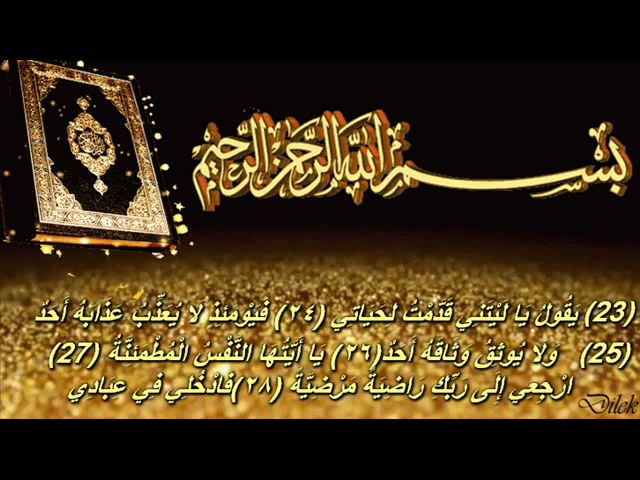 بسم الله الرحمن الرحيم
(23) يَقُولُ يَا لَيْتَنِي قَدَّمْتُ لِحَيَاتِي (٢٤) فَيَوْمَئِذٍ لَا يُعَذِّبُ عَذَابَهُ أَحَدٌ
(25) وَلَا يُوثِقُ وَثَاقَهُ أَحَدٌ (٢٦) يَا أَيَّتُهَا النَّفْسُ الْمُطْمَئِنَّةُ (27)
ارْجِعِي إِلَى رَبِّكِ رَاضِيَةً مَرْضِيَّةً (٢٨) فَادْخُلِي فِي عِبَادِي
Dilek